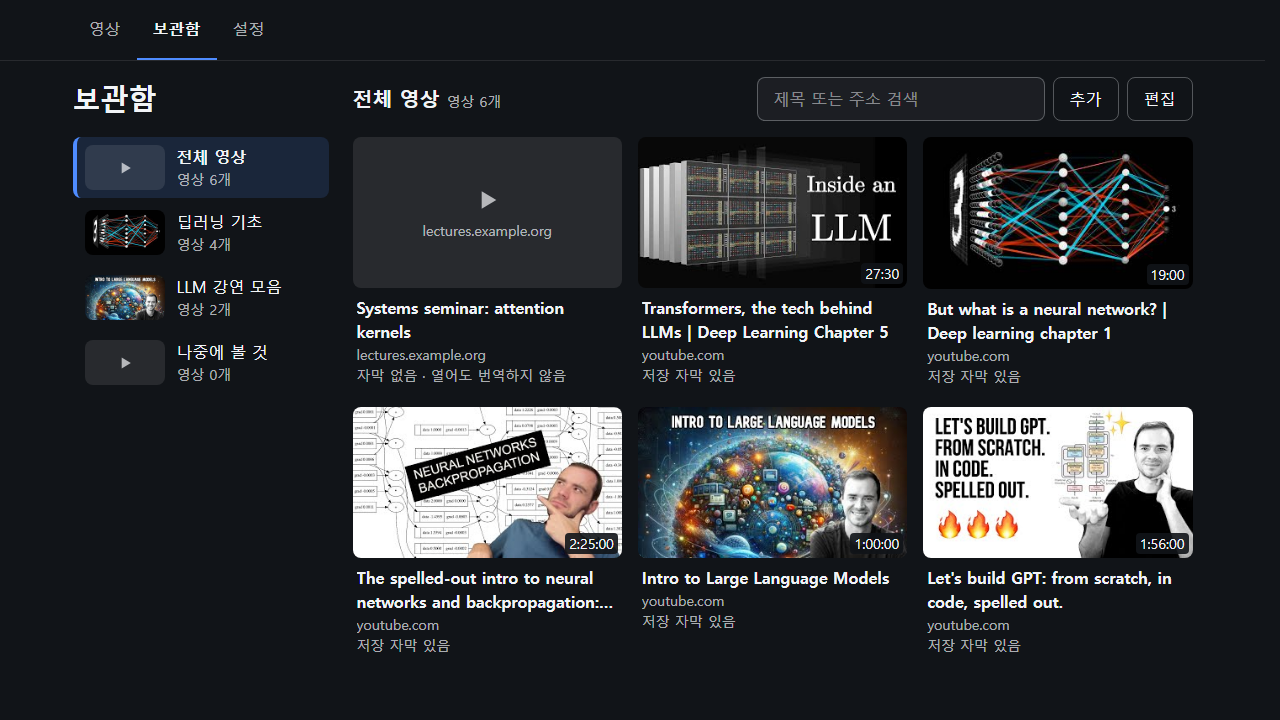 영상
보관함
설정
보관함
전체 영상 영상 6개
제목 또는 주소 검색
추가
편집
전체 영상
영상 6개
딥러닝 기초
영상 4개
INTRO TO LARGE LANGUAGE MODELS
LLM 강연 모음
영상 2개
나중에 볼 것
영상 0개
lectures.example.org
Systems seminar: attention
kernels
lectures.example.org
자막 없음 · 열어도 번역하지 않음
Inside an
LLM
27:30
Transformers, the tech behind
LLMs | Deep Learning Chapter 5
youtube.com
저장 자막 있음
3
19:00
But what is a neural network? |
Deep learning chapter 1
youtube.com
저장 자막 있음
NEURAL NETWORKS
BACKPROPAGATION
2:25:00
The spelled-out intro to neural
networks and backpropagation:...
youtube.com
저장 자막 있음
INTRO TO LARGE LANGUAGE MODELS
1:00:00
Intro to Large Language Models
youtube.com
저장 자막 있음
LET'S BUILD GPT.
FROM SCRATCH.
IN CODE.
SPELLED OUT.
1:56:00
Let's build GPT: from scratch, in
code, spelled out.
youtube.com
저장 자막 있음